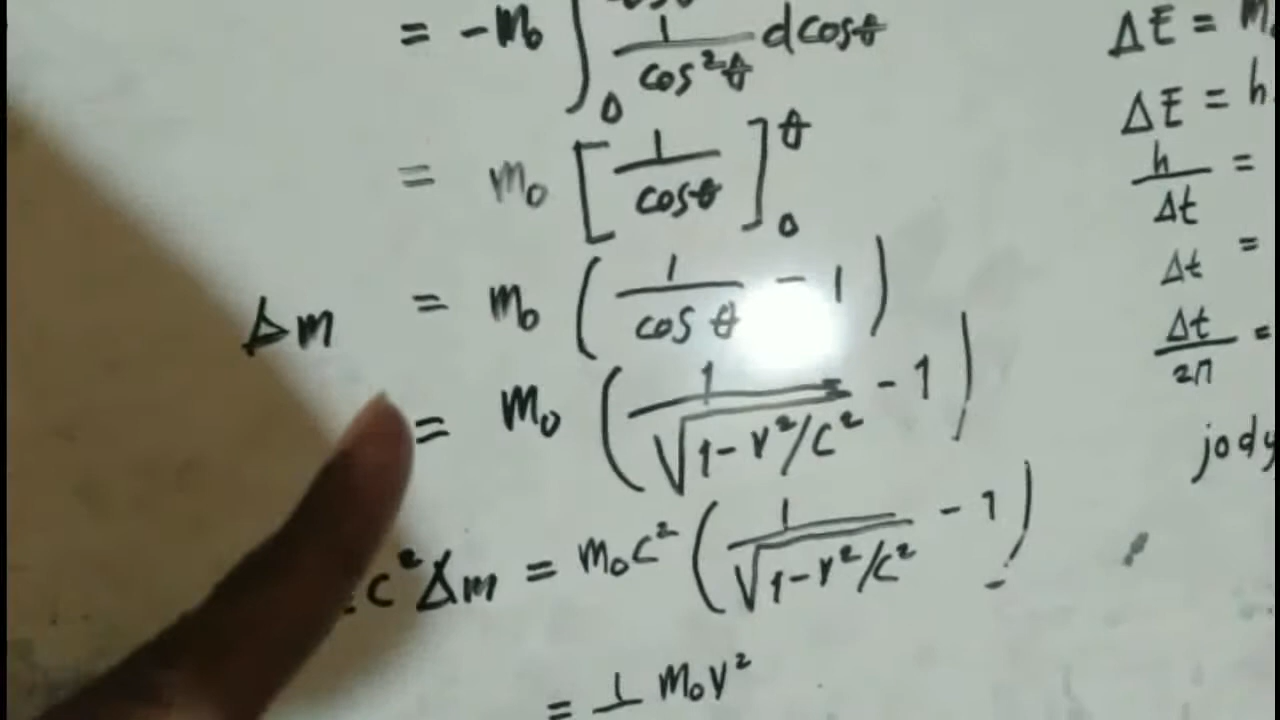 = -m₀ ∫₀ 1/cos²θ dcosθ
= m₀ [1/cosθ]₀^θ
Δm = m₀ (1/cos θ - 1)
= m₀ (1/√(1-v²/c²) - 1)
c²Δm = m₀c² (1/√(1-v²/c²) - 1)
= 1 m₀v²
ΔE = m
ΔE = h
h/Δt =
Δt =
Δt/2π =
jody